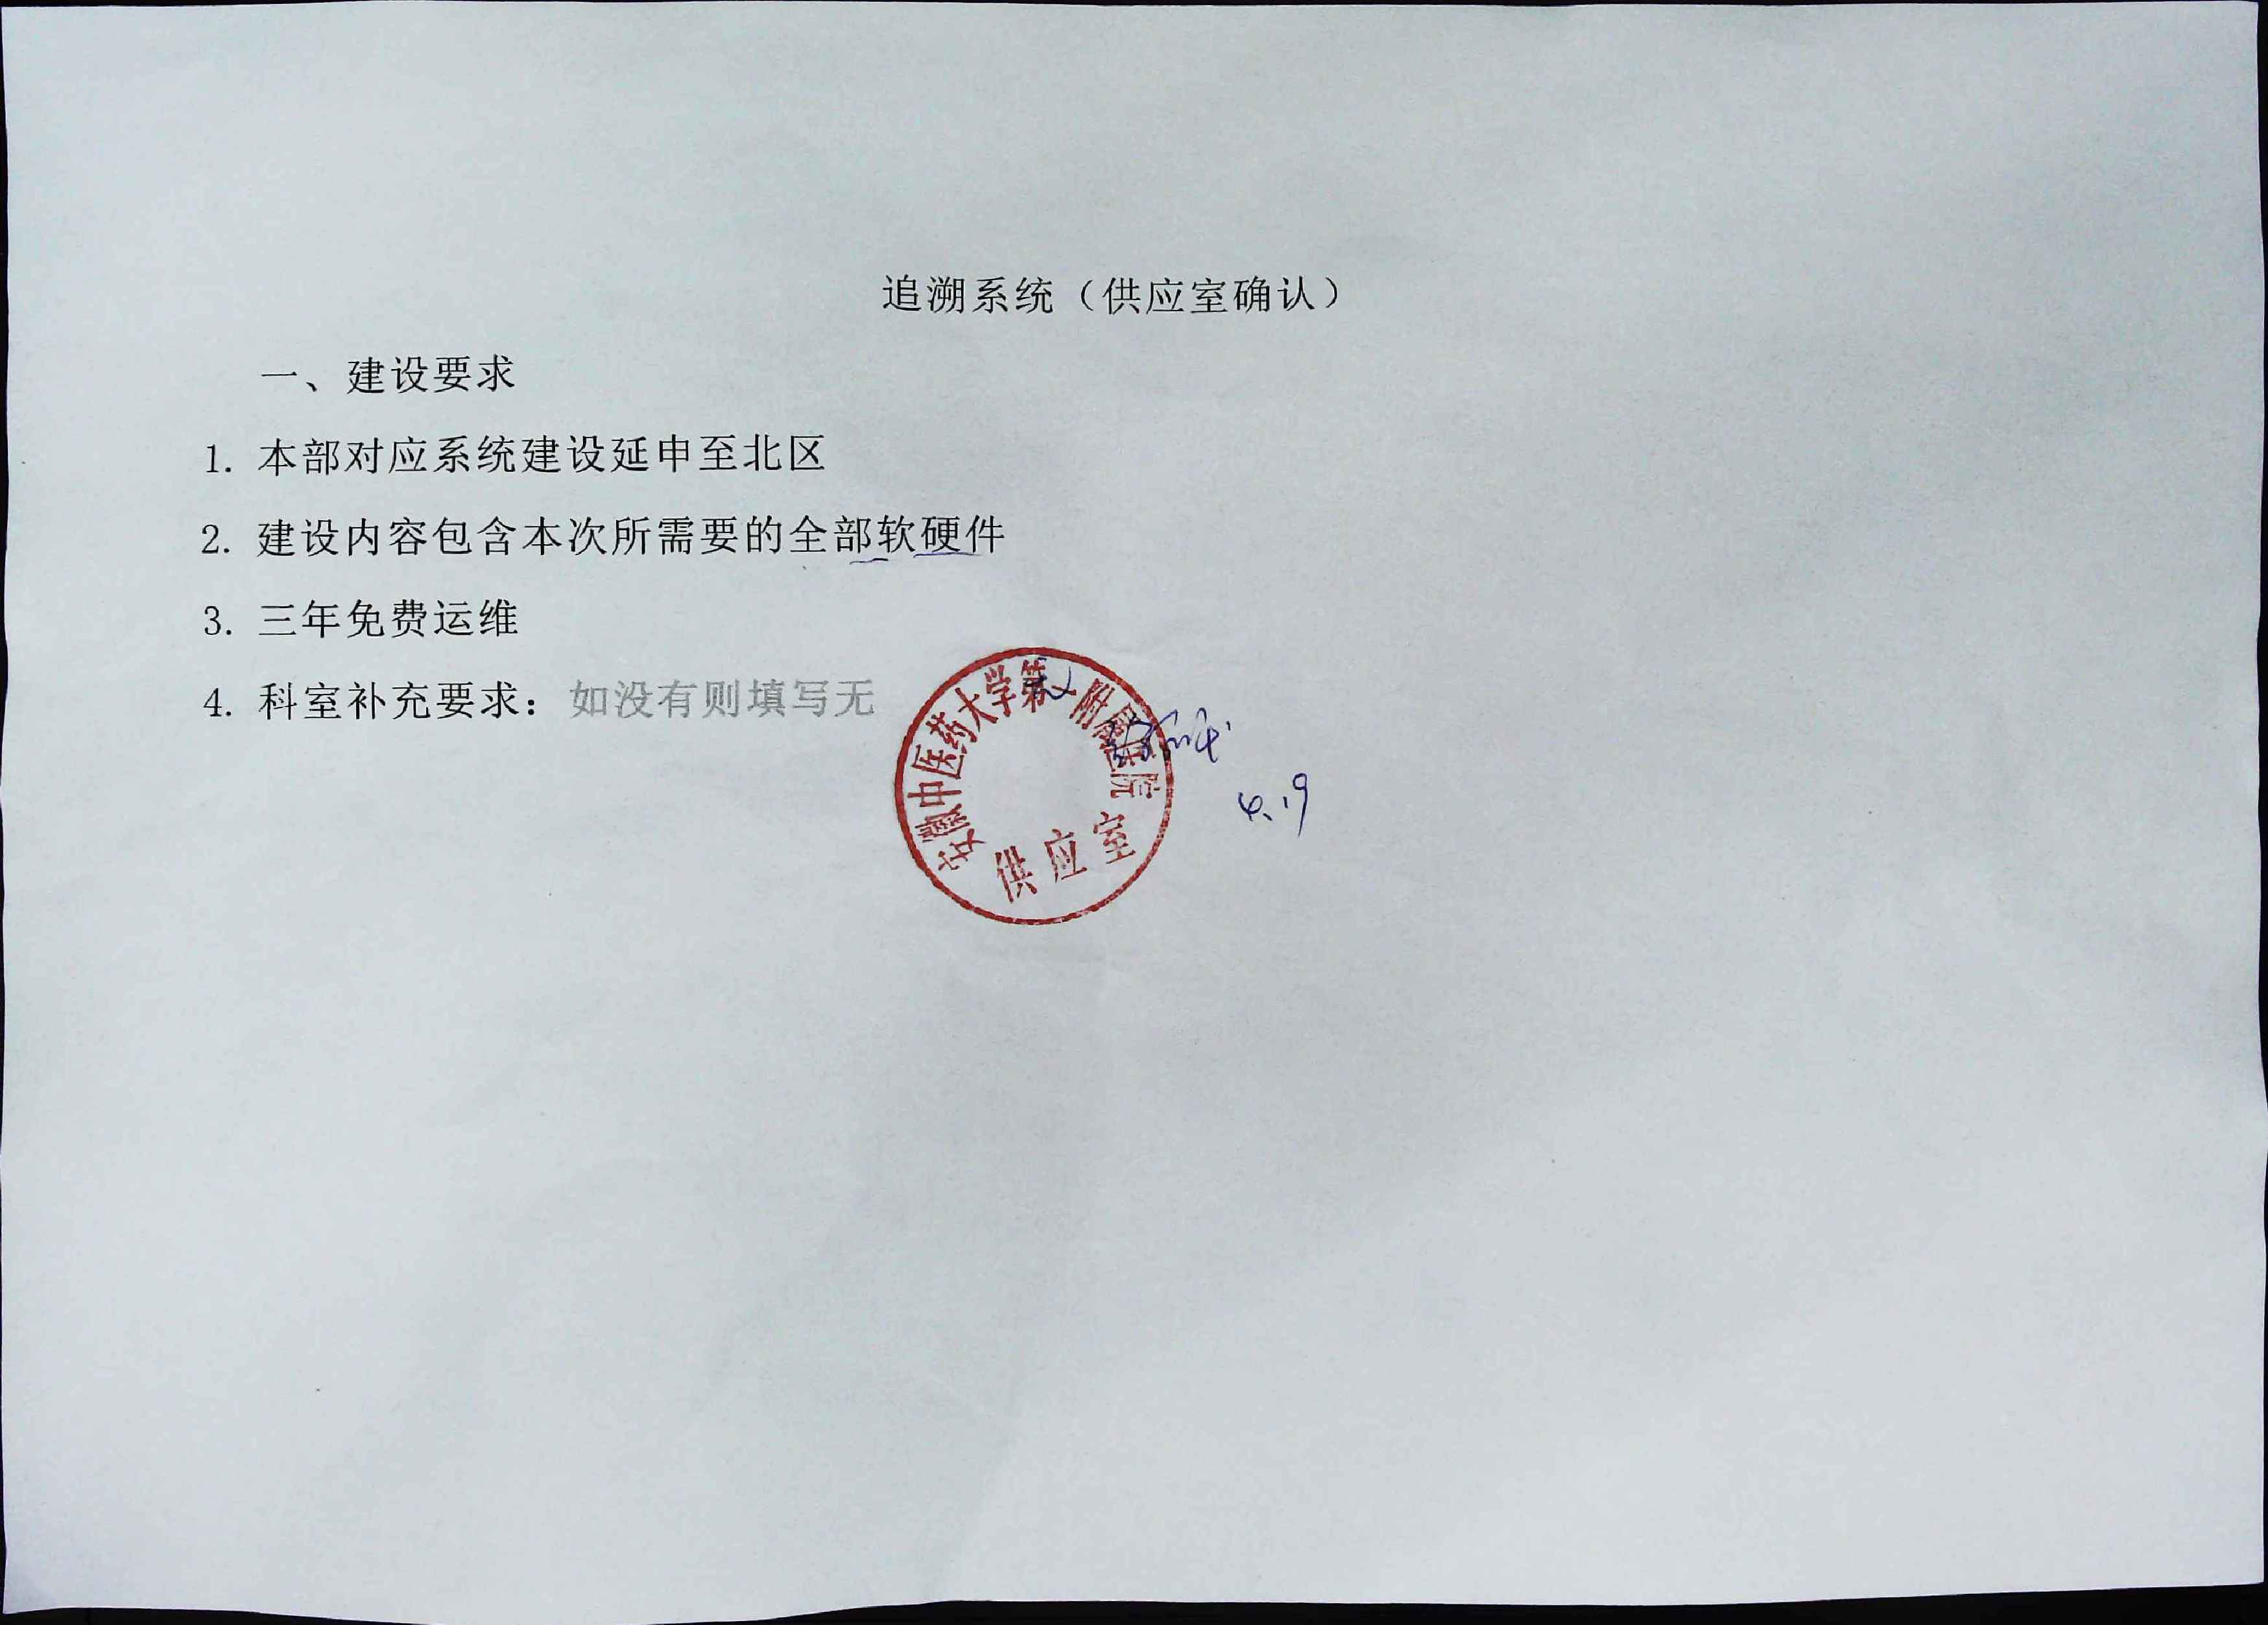 追溯系统（供应室确认）
一、建设要求
1. 本部对应系统建设延申至北区
2. 建设内容包含本次所需要的全部软硬件
3. 三年免费运维
4. 科室补充要求：如没有则填写无
安徽中医药大学第一附属医院
供应室
4.19